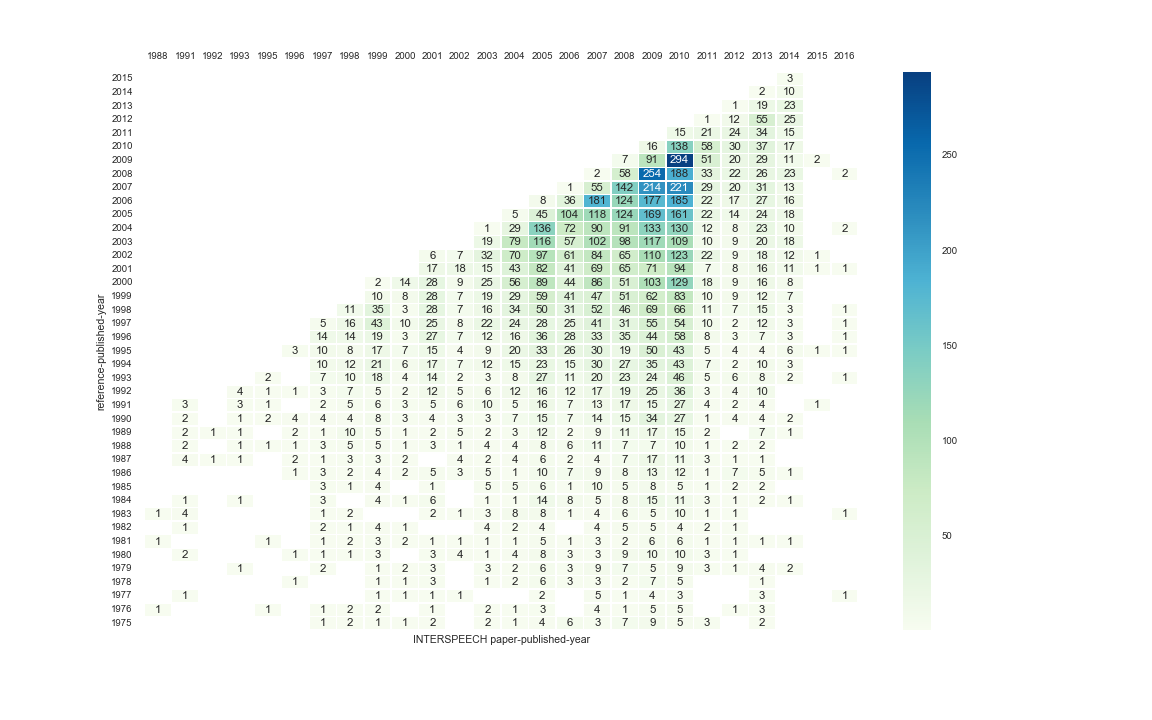 1988 1991 1992 1993 1995 1996 1997 1998 1999 2000 2001 2002 2003 2004 2005 2006 2007 2008 2009 2010 2011 2012 2013 2014 2015 2016
2015 3
2014 2 10
2013 1 19 23
2012 1 12 55 25
2011 15 21 24 34 15
2010 16 138 58 30 37 17
2009 7 91 294 51 20 29 11 2
2008 2 58 254 188 33 22 26 23 2
2007 1 55 142 214 221 29 20 31 13
2006 8 36 181 124 177 185 22 17 27 16
2005 5 45 104 118 124 169 161 22 14 24 18
2004 1 29 136 72 90 91 133 130 12 8 23 10 2
2003 19 79 116 57 102 98 117 109 10 9 20 18
2002 6 7 32 70 97 61 84 65 110 123 22 9 18 12 1
2001 17 18 15 43 82 41 69 65 71 94 7 8 16 11 1 1
2000 2 14 28 9 25 56 89 44 86 51 103 129 18 9 16 8
1999 10 8 28 7 19 29 59 41 47 51 62 83 10 9 12 7
1998 11 35 3 28 7 16 34 50 31 52 46 69 66 11 7 15 3 1
1997 5 16 43 10 25 8 22 24 28 25 41 31 55 54 10 2 12 3 1
1996 14 14 19 3 27 7 12 16 36 28 33 35 44 58 8 3 7 3 1
1995 3 10 8 17 7 15 4 9 20 33 26 30 19 50 43 5 4 4 6 1 1
1994 10 12 21 6 17 7 12 15 23 15 30 27 35 43 7 2 10 3
1993 2 7 10 18 4 14 2 3 8 27 11 20 23 24 46 5 6 8 2 1
1992 4 1 1 3 7 5 2 12 5 6 12 16 12 17 19 25 36 3 4 10
1991 3 3 1 2 5 6 3 5 6 10 5 16 7 13 17 15 27 4 2 4 1
1990 2 1 2 4 4 4 8 3 4 3 3 7 15 7 14 15 34 27 1 4 4 2
1989 2 1 1 2 1 10 5 1 2 5 2 3 12 2 9 11 17 15 2 7 1
1988 2 1 1 1 3 5 5 1 3 1 4 4 8 6 11 7 7 10 1 2 2
1987 4 1 1 2 1 3 3 2 4 2 4 6 2 4 7 17 11 3 1 1
1986 1 3 2 4 2 5 3 5 1 10 7 9 8 13 12 1 7 5 1
1985 3 1 4 1 5 5 6 1 10 5 8 5 1 2 2
1984 1 1 3 4 1 6 1 1 14 8 5 8 15 11 3 1 2 1
1983 1 4 1 2 2 1 3 8 8 1 4 6 5 10 1 1 1
1982 1 2 1 4 1 4 2 4 4 5 5 4 2 1
1981 1 1 1 2 3 2 1 1 1 1 5 1 3 2 6 6 1 1 1 1
1980 2 1 1 1 3 3 4 1 4 8 3 3 9 10 10 3 1
1979 1 2 1 2 3 3 2 6 3 9 7 5 9 3 1 4 2
1978 1 1 1 3 1 2 6 3 3 2 7 5 1
1977 1 1 1 1 1 2 5 1 4 3 3 1
1976 1 1 1 2 2 1 2 1 3 4 1 5 5 1 3
1975 1 2 1 1 2 2 1 4 6 3 7 9 5 3 2
reference-published-year
INTERSPEECH paper-published-year
250
200
150
100
50